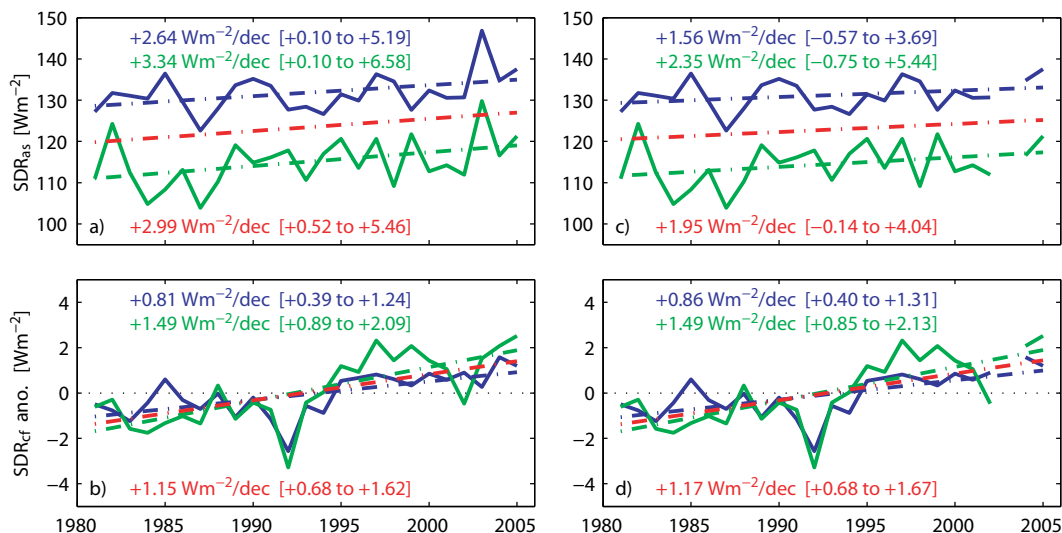 150
140
130
120
110
100
SDRas [Wm−2]
+2.64 Wm−2/dec [+0.10 to +5.19]
+3.34 Wm−2/dec [+0.10 to +6.58]
a)
+2.99 Wm−2/dec [+0.52 to +5.46]
150
140
130
120
110
100
+1.56 Wm−2/dec [−0.57 to +3.69]
+2.35 Wm−2/dec [−0.75 to +5.44]
c)
+1.95 Wm−2/dec [−0.14 to +4.04]
4
2
0
−2
−4
SDRcf ano. [Wm−2]
+0.81 Wm−2/dec [+0.39 to +1.24]
+1.49 Wm−2/dec [+0.89 to +2.09]
b)
+1.15 Wm−2/dec [+0.68 to +1.62]
1980 1985 1990 1995 2000 2005
4
2
0
−2
−4
+0.86 Wm−2/dec [+0.40 to +1.31]
+1.49 Wm−2/dec [+0.85 to +2.13]
d)
+1.17 Wm−2/dec [+0.68 to +1.67]
1980 1985 1990 1995 2000 2005